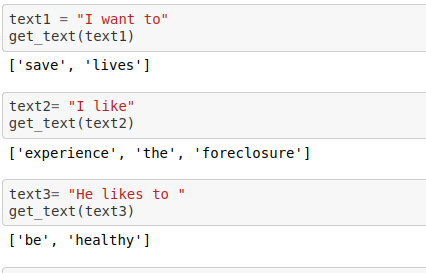 text1 = "I want to"
get_text(text1)
['save', 'lives']
text2= "I like"
get_text(text2)
['experience', 'the', 'foreclosure']
text3= "He likes to "
get_text(text3)
['be', 'healthy']